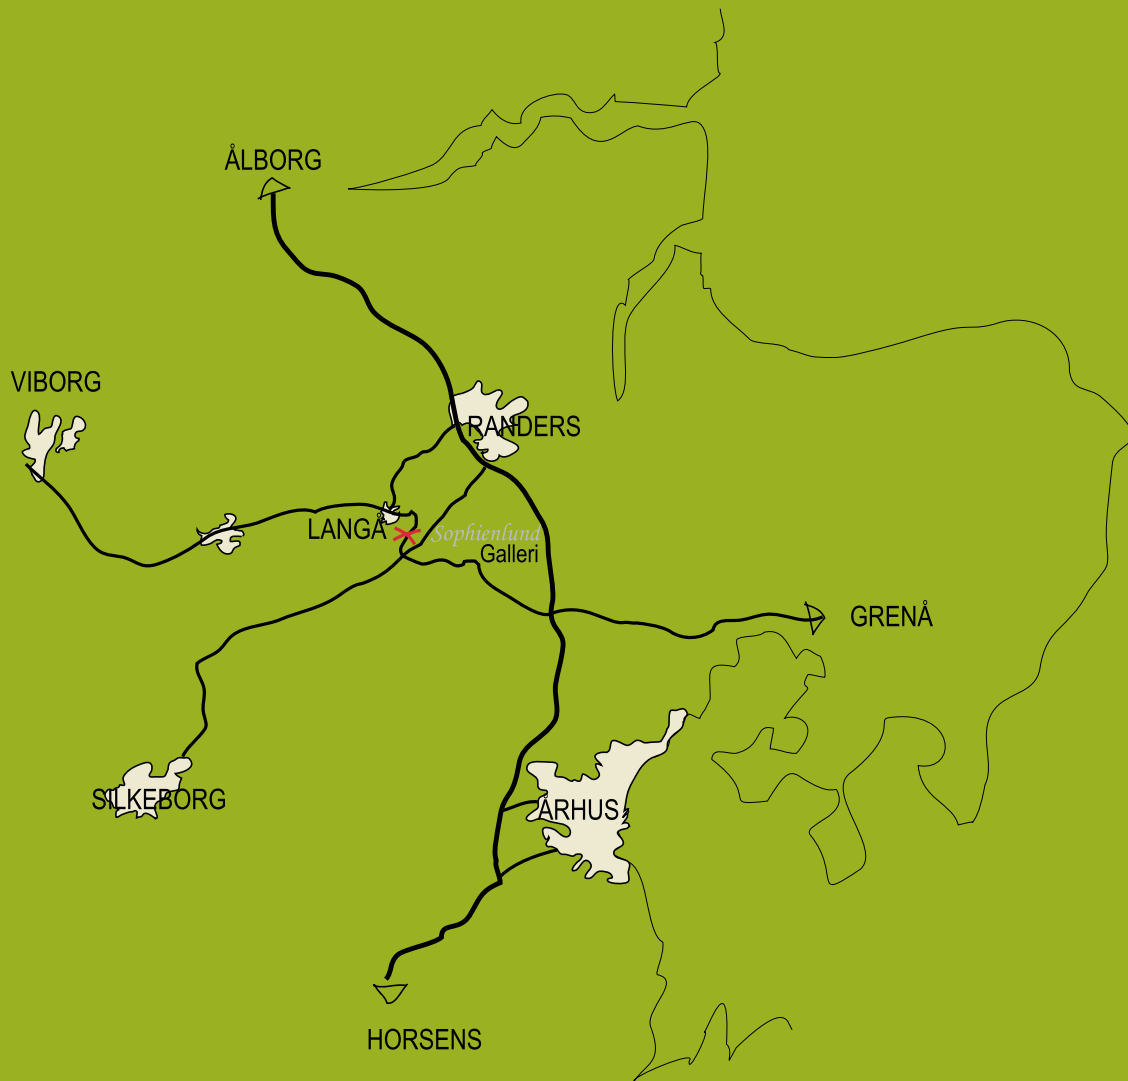 ÅLBORG
VIBORG
RANDERS
LANGÅ
Sophienlund
Galleri
GRENÅ
SILKEBORG
ÅRHUS
HORSENS